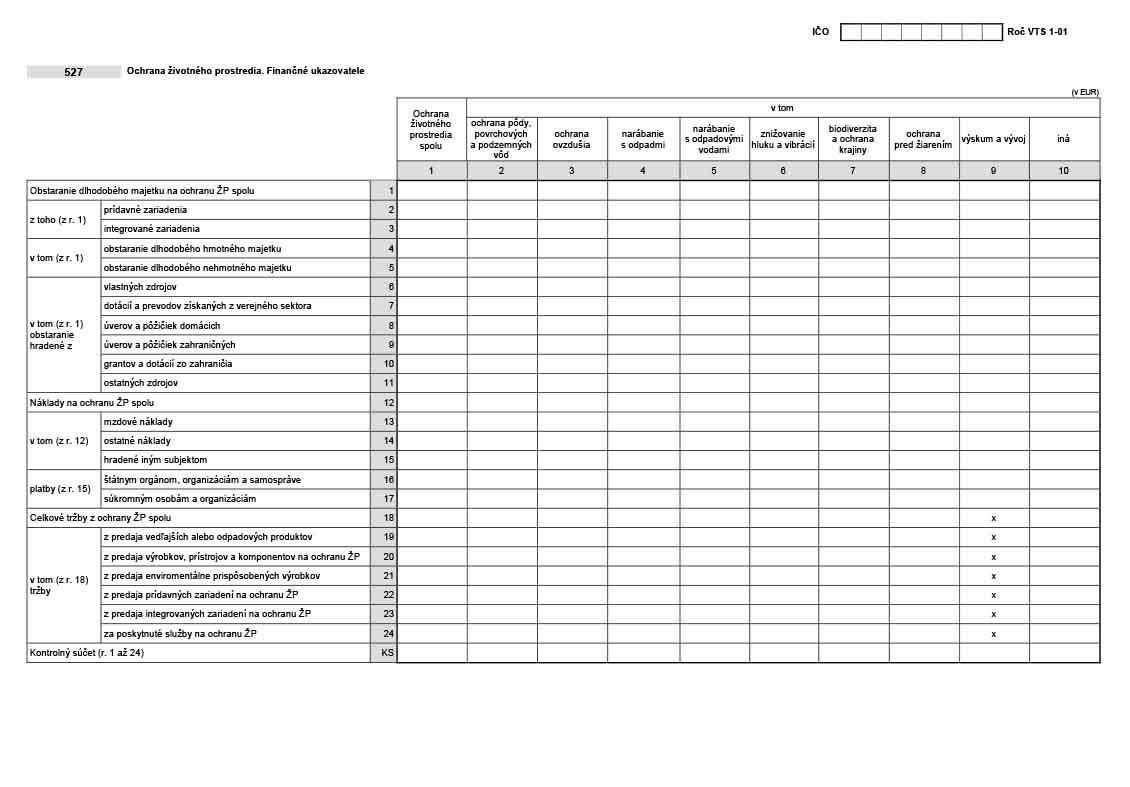 IČO Roč VTS 1-01
527 Ochrana životného prostredia. Finančné ukazovatele
(v EUR)
Ochrana
životného
prostredia
spolu
v tom
ochrana pôdy,
povrchových
a podzemných
vôd
ochrana
ovzdušia
narábanie
s odpadmi
narábanie
s odpadovými
vodami
znižovanie
hluku a vibrácií
biodiverzita
a ochrana
krajiny
ochrana
pred žiarením
výskum a vývoj
iná
1 2 3 4 5 6 7 8 9 10
Obstaranie dlhodobého majetku na ochranu ŽP spolu 1
z toho (z r. 1)
prídavné zariadenia 2
integrované zariadenia 3
v tom (z r. 1)
obstaranie dlhodobého hmotného majetku 4
obstaranie dlhodobého nehmotného majetku 5
v tom (z r. 1)
obstaranie
hradené z
vlastných zdrojov 6
dotácií a prevodov získaných z verejného sektora 7
úverov a pôžičiek domácich 8
úverov a pôžičiek zahraničných 9
grantov a dotácií zo zahraničia 10
ostatných zdrojov 11
Náklady na ochranu ŽP spolu 12
v tom (z r. 12)
mzdové náklady 13
ostatné náklady 14
hradené iným subjektom 15
platby (z r. 15)
štátnym orgánom, organizáciám a samospráve 16
súkromným osobám a organizáciám 17
Celkové tržby z ochrany ŽP spolu 18 x
v tom (z r. 18)
tržby
z predaja vedľajších alebo odpadových produktov 19 x
z predaja výrobkov, prístrojov a komponentov na ochranu ŽP 20 x
z predaja enviromentálne prispôsobených výrobkov 21 x
z predaja prídavných zariadení na ochranu ŽP 22 x
z predaja integrovaných zariadení na ochranu ŽP 23 x
za poskytnuté služby na ochranu ŽP 24 x
Kontrolný súčet (r. 1 až 24) KS